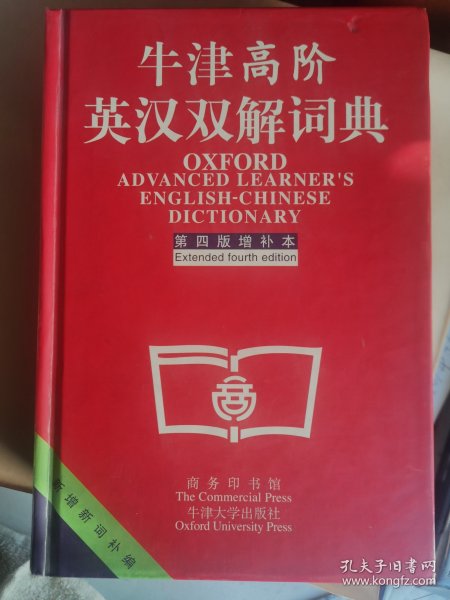 牛津高阶
英汉双解词典
OXFORD
ADVANCED LEARNER'S
ENGLISH-CHINESE
DICTIONARY
第四版增补本
Extended fourth edition
商
商务印书馆
The Commercial Press
牛津大学出版社
Oxford University Press
新增新词补编
孔夫子旧书网
www.kongfz.com